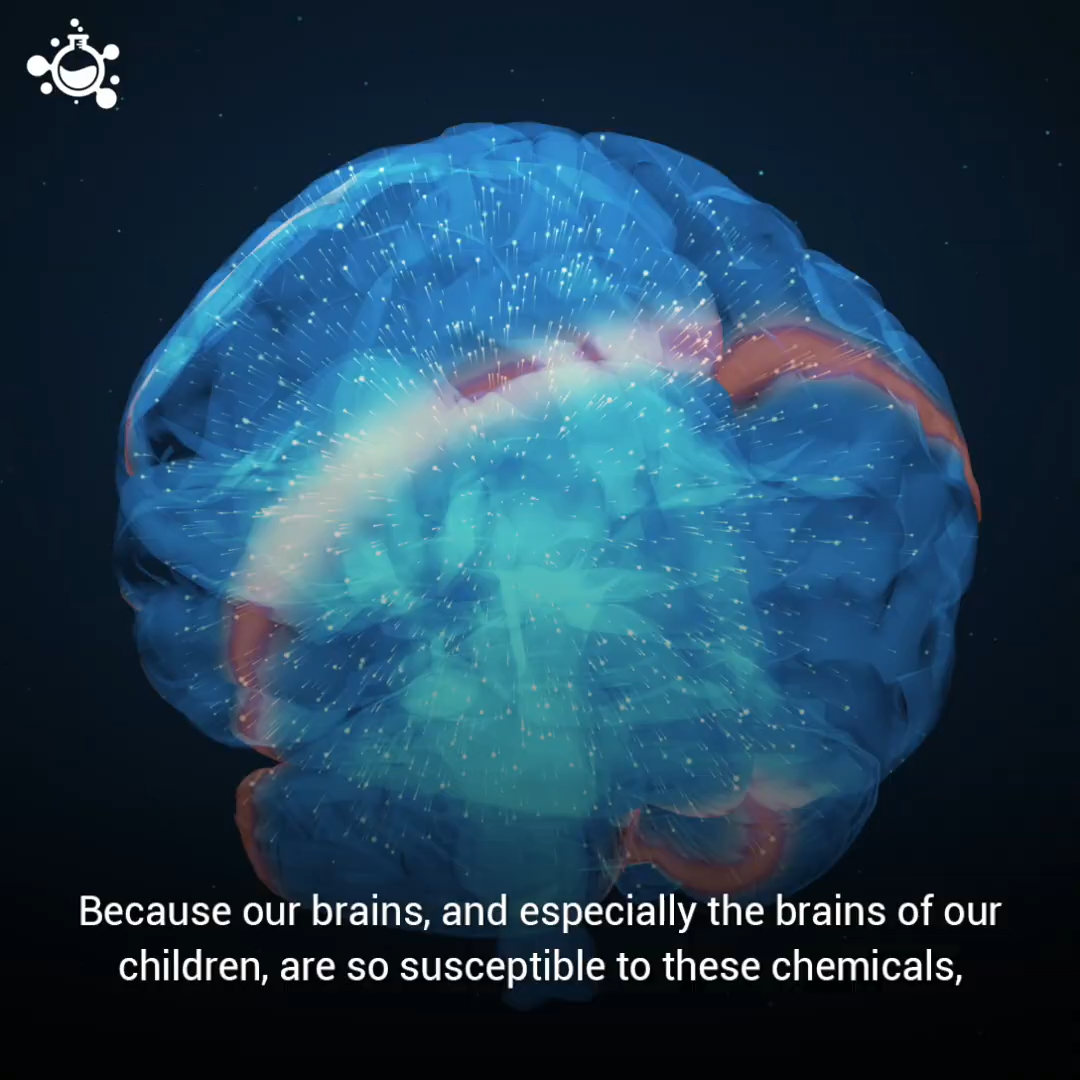 Because our brains, and especially the brains of our
children, are so susceptible to these chemicals,